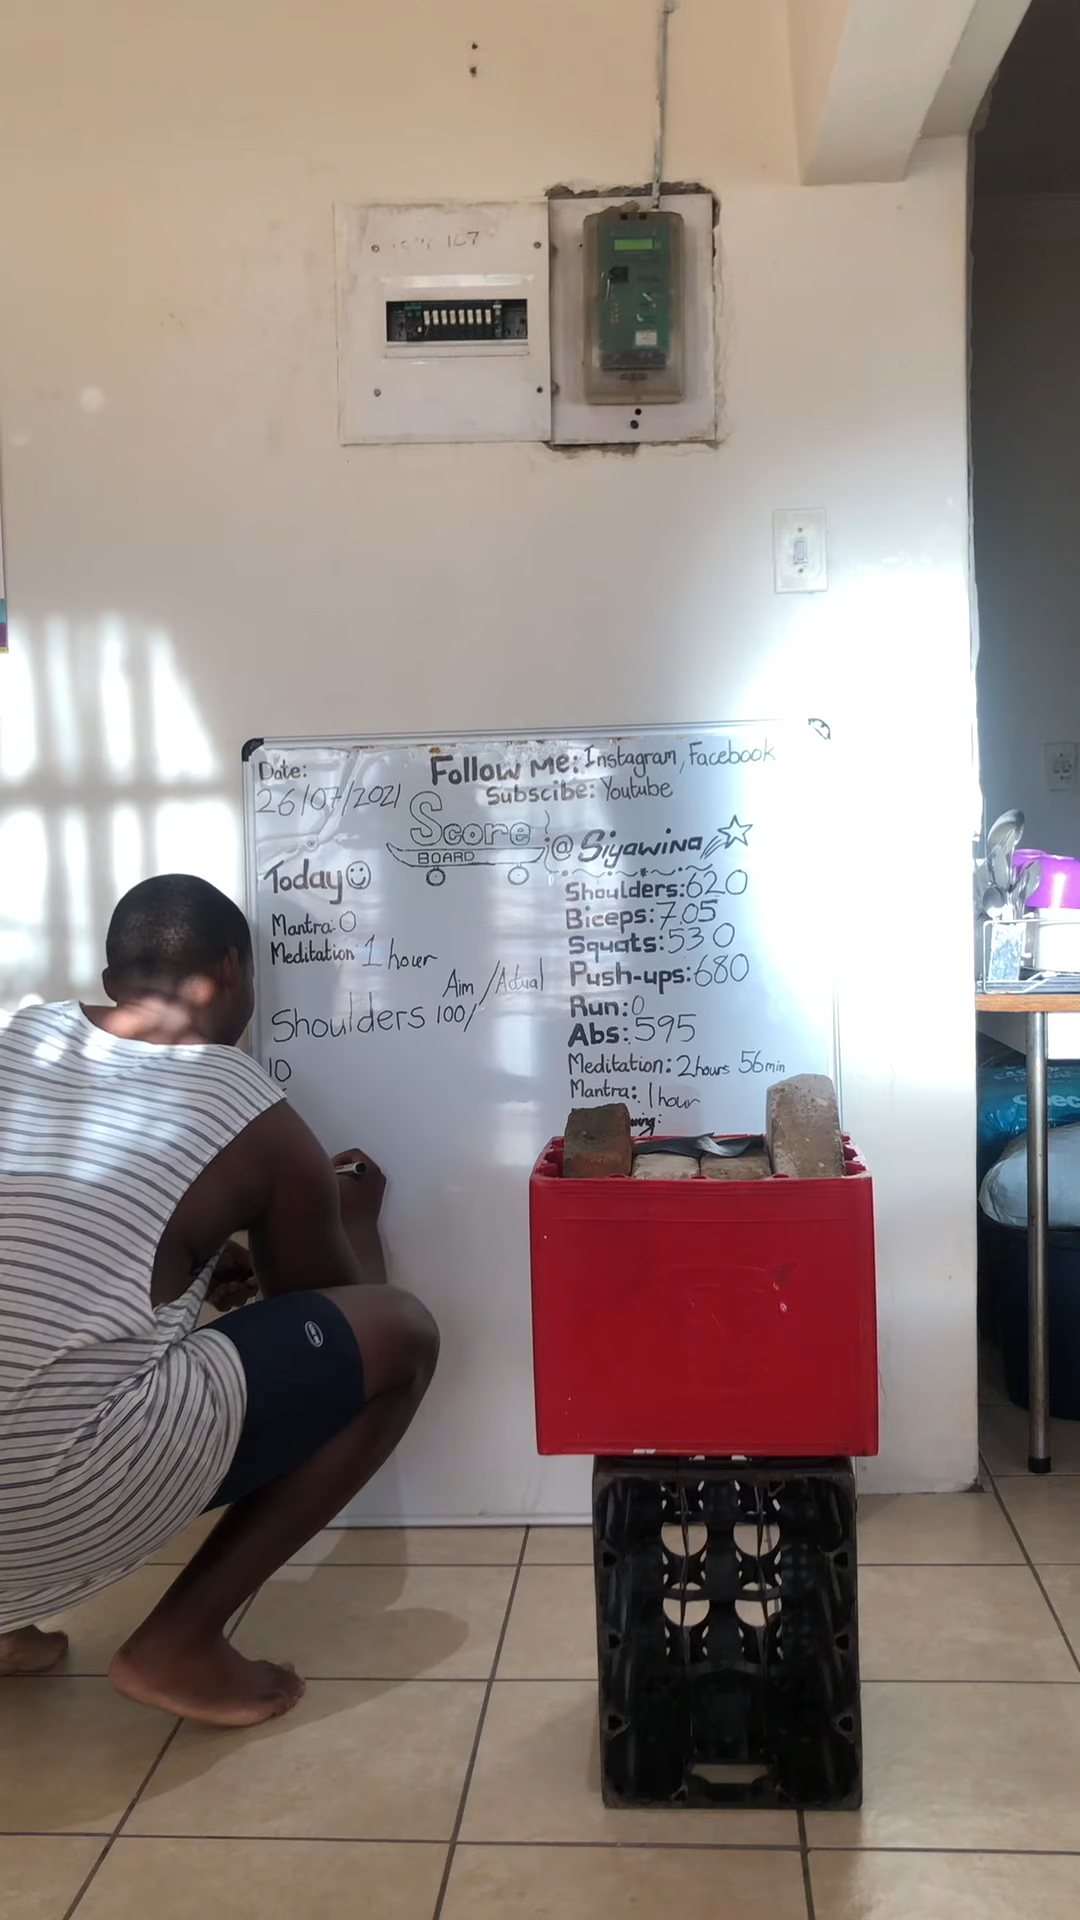 Date:
26/07/2021
Follow me: Instagram, Facebook
Subscibe: Youtube
Score
BOARD
@ Siyawina
Today
Mantra: 0
Meditation: 1 hour
Aim / Actual
Shoulders 100/
10
Shoulders: 620
Biceps: 705
Squats: 530
Push-ups: 680
Run: 0
Abs: 595
Meditation: 2hours 56min
Mantra: 1hour